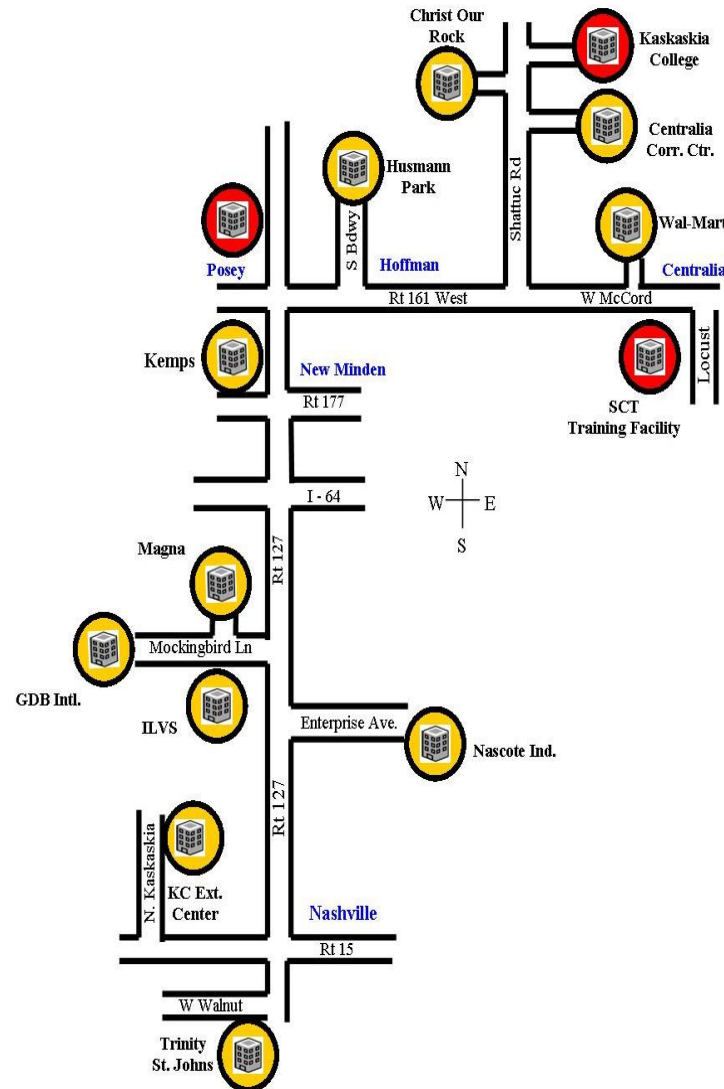 Christ Our
Rock
Kaskaskia
College
Centralia
Corr. Ctr.
Husmann
Park
Shattuc Rd
Wal-Mart
S Bdwy
Posey
Hoffman
Centralia
Rt 161 West
W McCord
Kemps
New Minden
Locust
Rt 177
SCT
Training Facility
N
W
E
S
I - 64
Magna
Rt 127
Mockingbird Ln
GDB Intl.
ILVS
Enterprise Ave.
Nascote Ind.
Rt 127
N. Kaskaskia
KC Ext.
Center
Nashville
Rt 15
W Walnut
Trinity
St. Johns